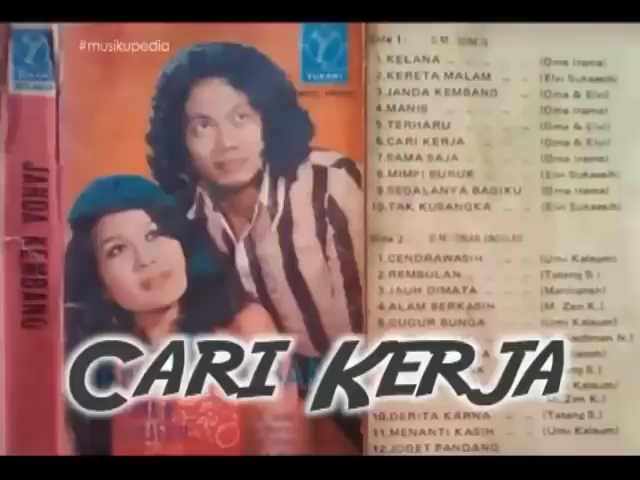 #musikupedia
YUKAWI
JANDA KEMBANG
Side 1 :
1. KELANA (Oma Irama)
2. KERETA MALAM (Elvi Sukaesih)
3. JANDA KEMBANG (Oma & Elvi)
4. MANIS (Oma Irama)
5. TERHARU (Oma & Elvi)
6. CARI KERJA (Oma & Elvi)
7. SAMA SAJA (Oma Irama)
8. MIMPI BURUK (Elvi Sukaesih)
9. SEGALANYA BAGIKU (Oma Irama)
10. TAK KUSANGKA (Elvi Sukaesih)
Side 2
1. CENDRAWASIH (Umi Kalsum)
2. REMBULAN (Tatang S.)
3. JAUH DIMATA
4. ALAM BERKASIH (M. Zen K.)
5. GUGUR BUNGA (Umi Kalsum)
CARI KERJA
M. Zen K.)
10. DERITA KARNA (Tatang S.)
11. MENANTI KASIH (Umi Kalsum)
12. JOGET PANDANG